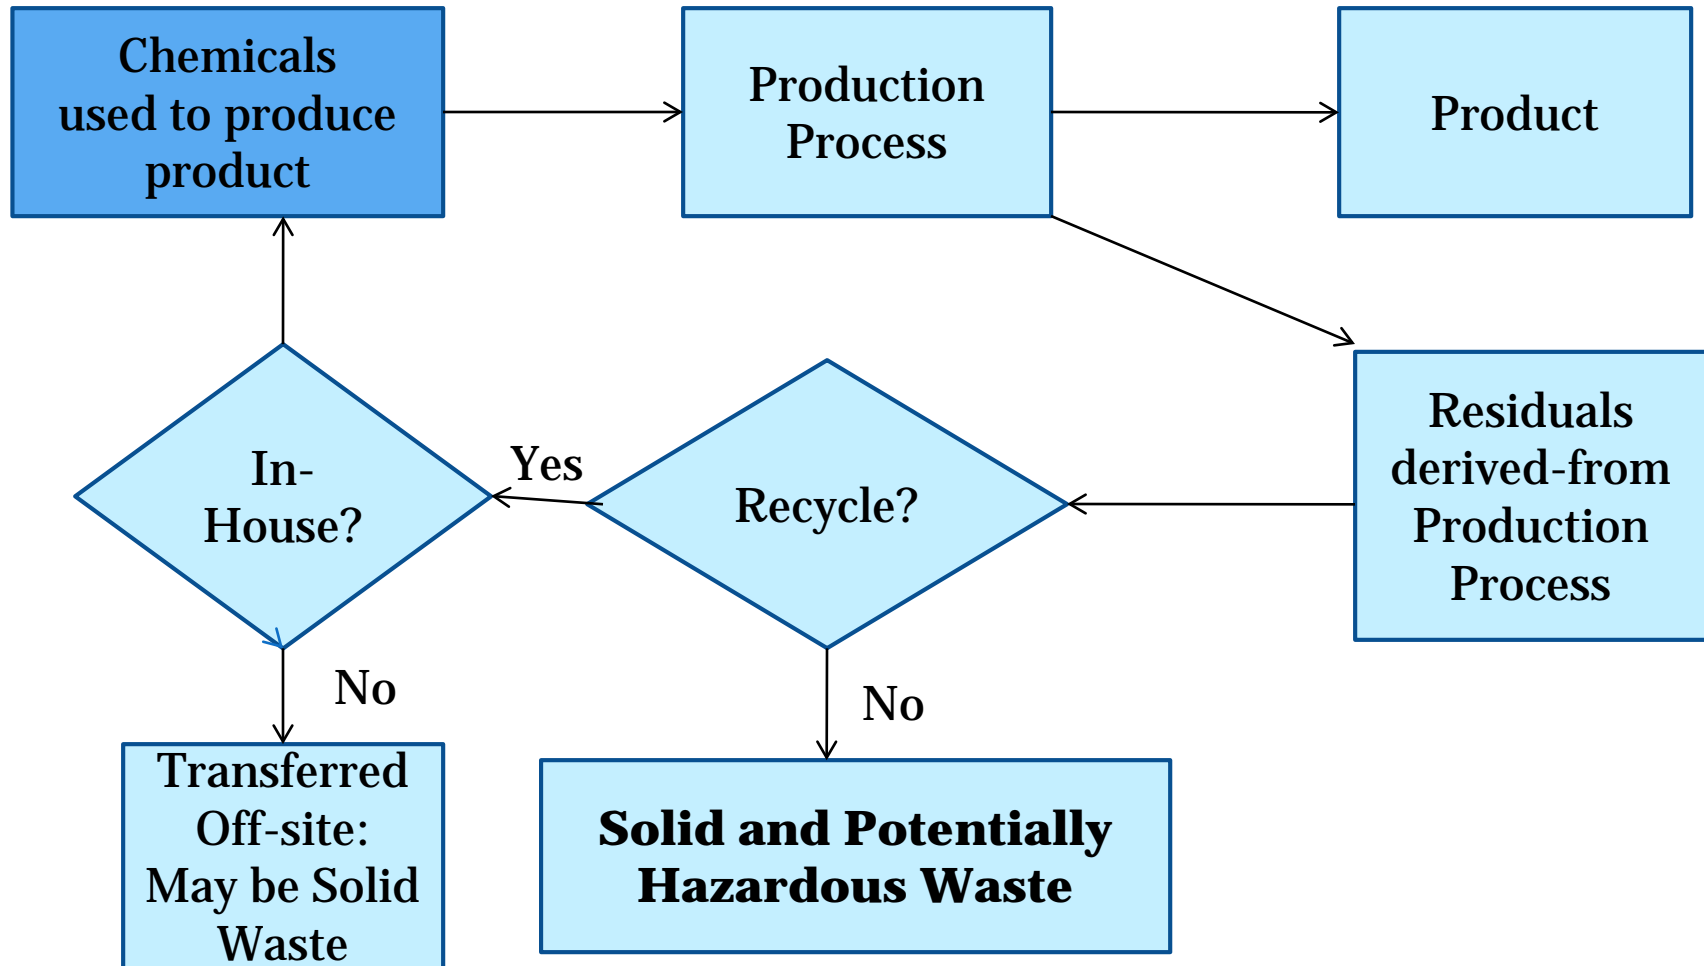 Chemicals
used to produce
product
Production
Process
Product
In-
House?
Yes
Recycle?
Residuals
derived-from
Production
Process
No
No
Transferred
Off-site:
May be Solid
Waste
Solid and Potentially
Hazardous Waste